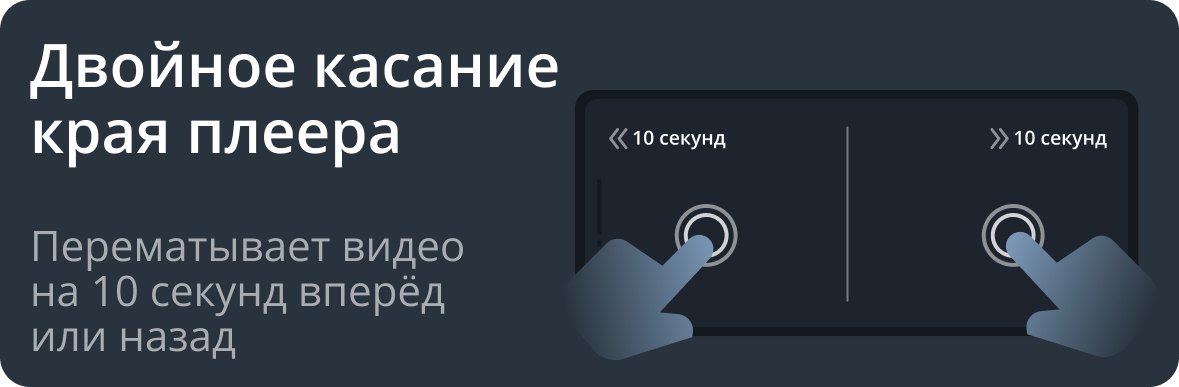 Двойное касание
края плеера
Перематывает видео
на 10 секунд вперёд
или назад
10 секунд
10 секунд